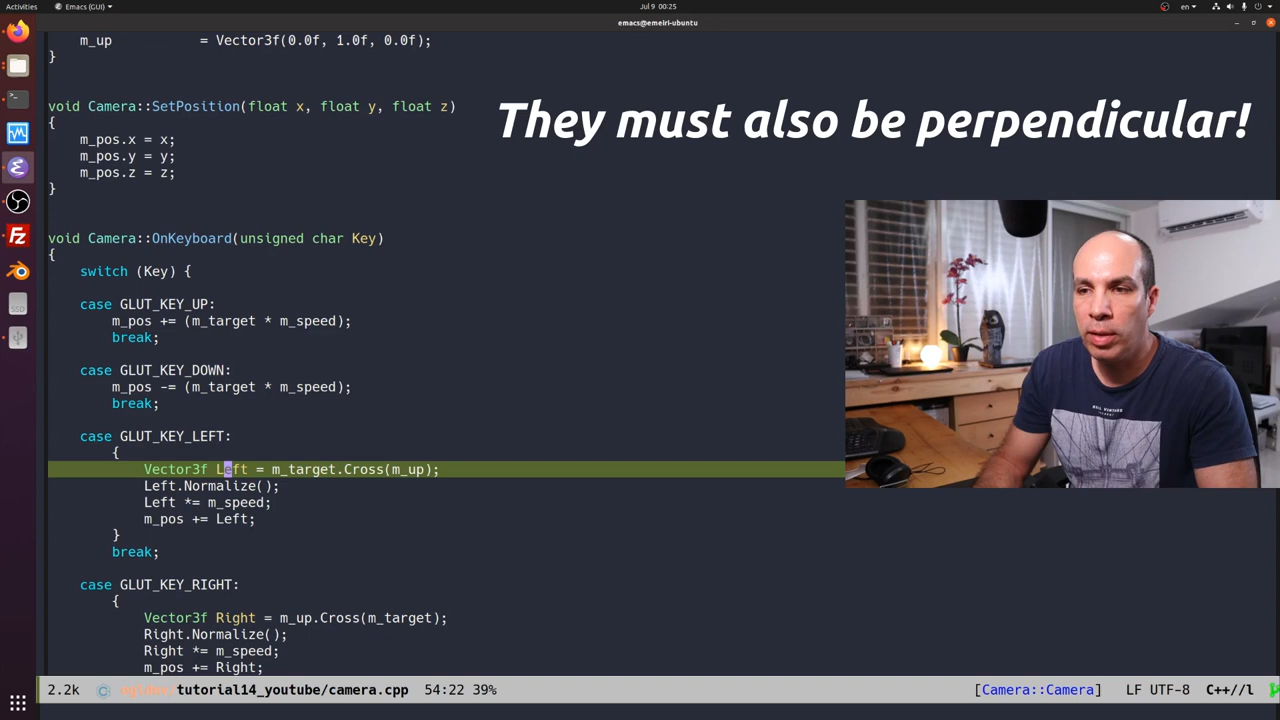 Activities
Emacs (GUI)
Jul 9 00:25
en
emacs@emeiri-ubuntu
m_up = Vector3f(0.0f, 1.0f, 0.0f);
}
void Camera::SetPosition(float x, float y, float z)
{
m_pos.x = x;
m_pos.y = y;
m_pos.z = z;
}
They must also be perpendicular!
void Camera::OnKeyboard(unsigned char Key)
{
switch (Key) {
case GLUT_KEY_UP:
m_pos += (m_target * m_speed);
break;
case GLUT_KEY_DOWN:
m_pos -= (m_target * m_speed);
break;
case GLUT_KEY_LEFT:
{
Vector3f Left = m_target.Cross(m_up);
Left.Normalize();
Left *= m_speed;
m_pos += Left;
}
break;
case GLUT_KEY_RIGHT:
{
Vector3f Right = m_up.Cross(m_target);
Right.Normalize();
Right *= m_speed;
m_pos += Right;
2.2k tutorial14_youtube/camera.cpp 54:22 39% [Camera::Camera] LF UTF-8 C++//l